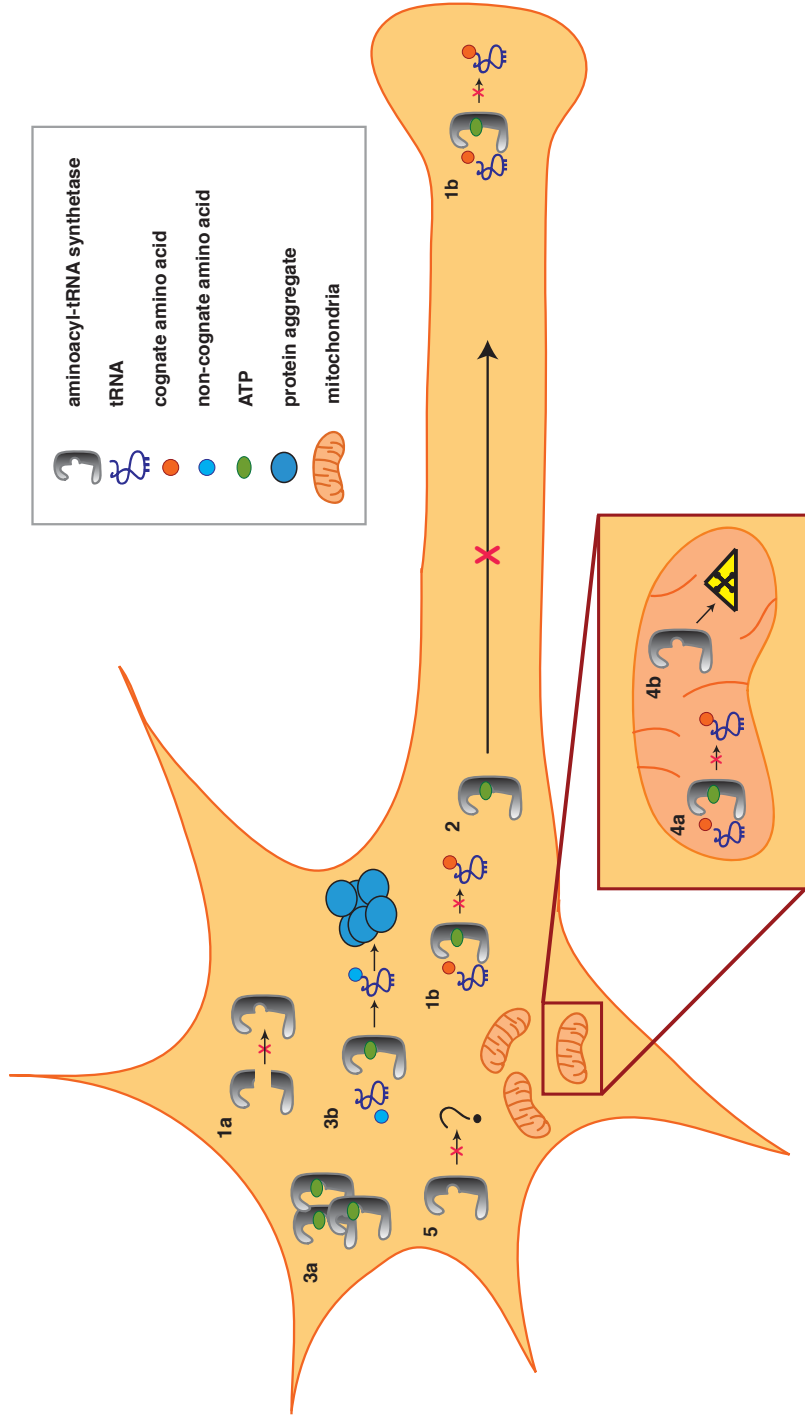 aminoacyl-tRNA synthetase
tRNA
cognate amino acid
non-cognate amino acid
ATP
protein aggregate
mitochondria
1a
3a
3b
5
1b
2
1b
4a
4b